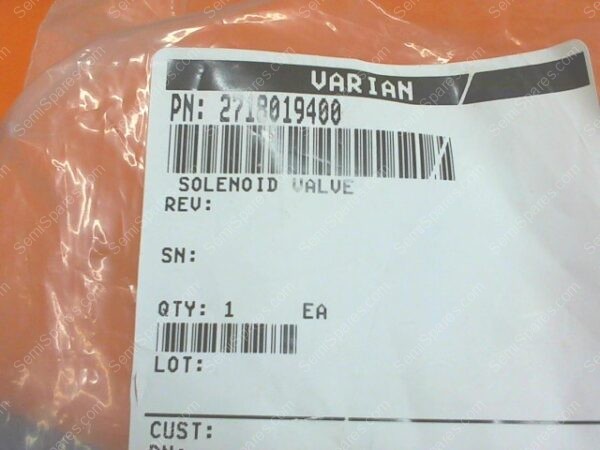 VARIAN
PN: 2718019400
SOLENOID VALVE
REV:
SN:
QTY: 1 EA
LOT:
CUST: